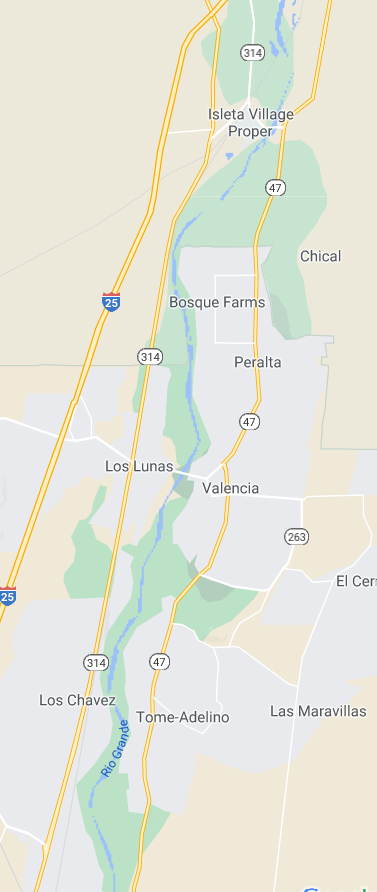 314
Isleta Village
Proper
47
Chical
25
Bosque Farms
314
Peralta
47
Los Lunas
Valencia
263
El Cerr
25
314
47
Los Chavez
Las Maravillas
Tome-Adelino
Rio Grande